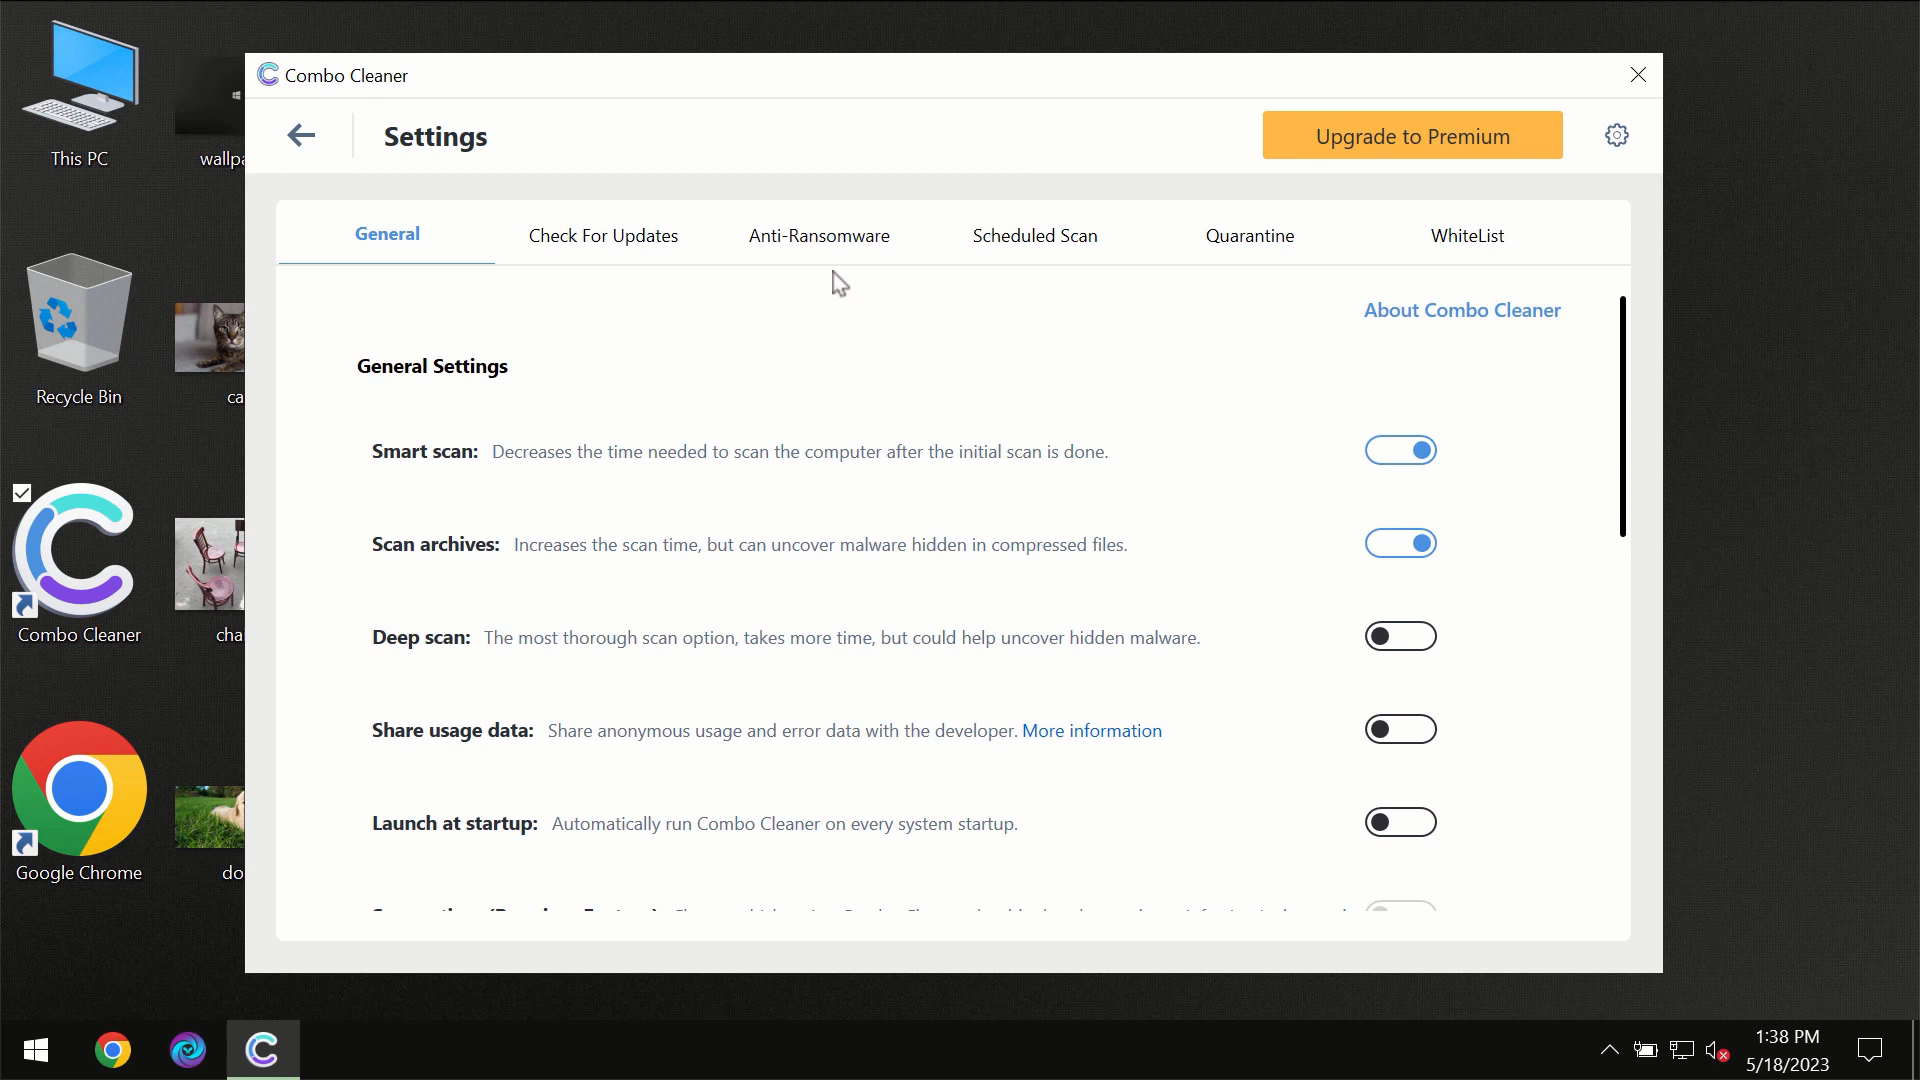 Combo Cleaner
Settings
Upgrade to Premium
General
Check For Updates
Anti-Ransomware
Scheduled Scan
Quarantine
WhiteList
About Combo Cleaner
General Settings
Smart scan: Decreases the time needed to scan the computer after the initial scan is done.
Scan archives: Increases the scan time, but can uncover malware hidden in compressed files.
Deep scan: The most thorough scan option, takes more time, but could help uncover hidden malware.
Share usage data: Share anonymous usage and error data with the developer. More information
Launch at startup: Automatically run Combo Cleaner on every system startup.
This PC
wallpa
Recycle Bin
ca
Combo Cleaner
cha
Google Chrome
do
1:38 PM
5/18/2023